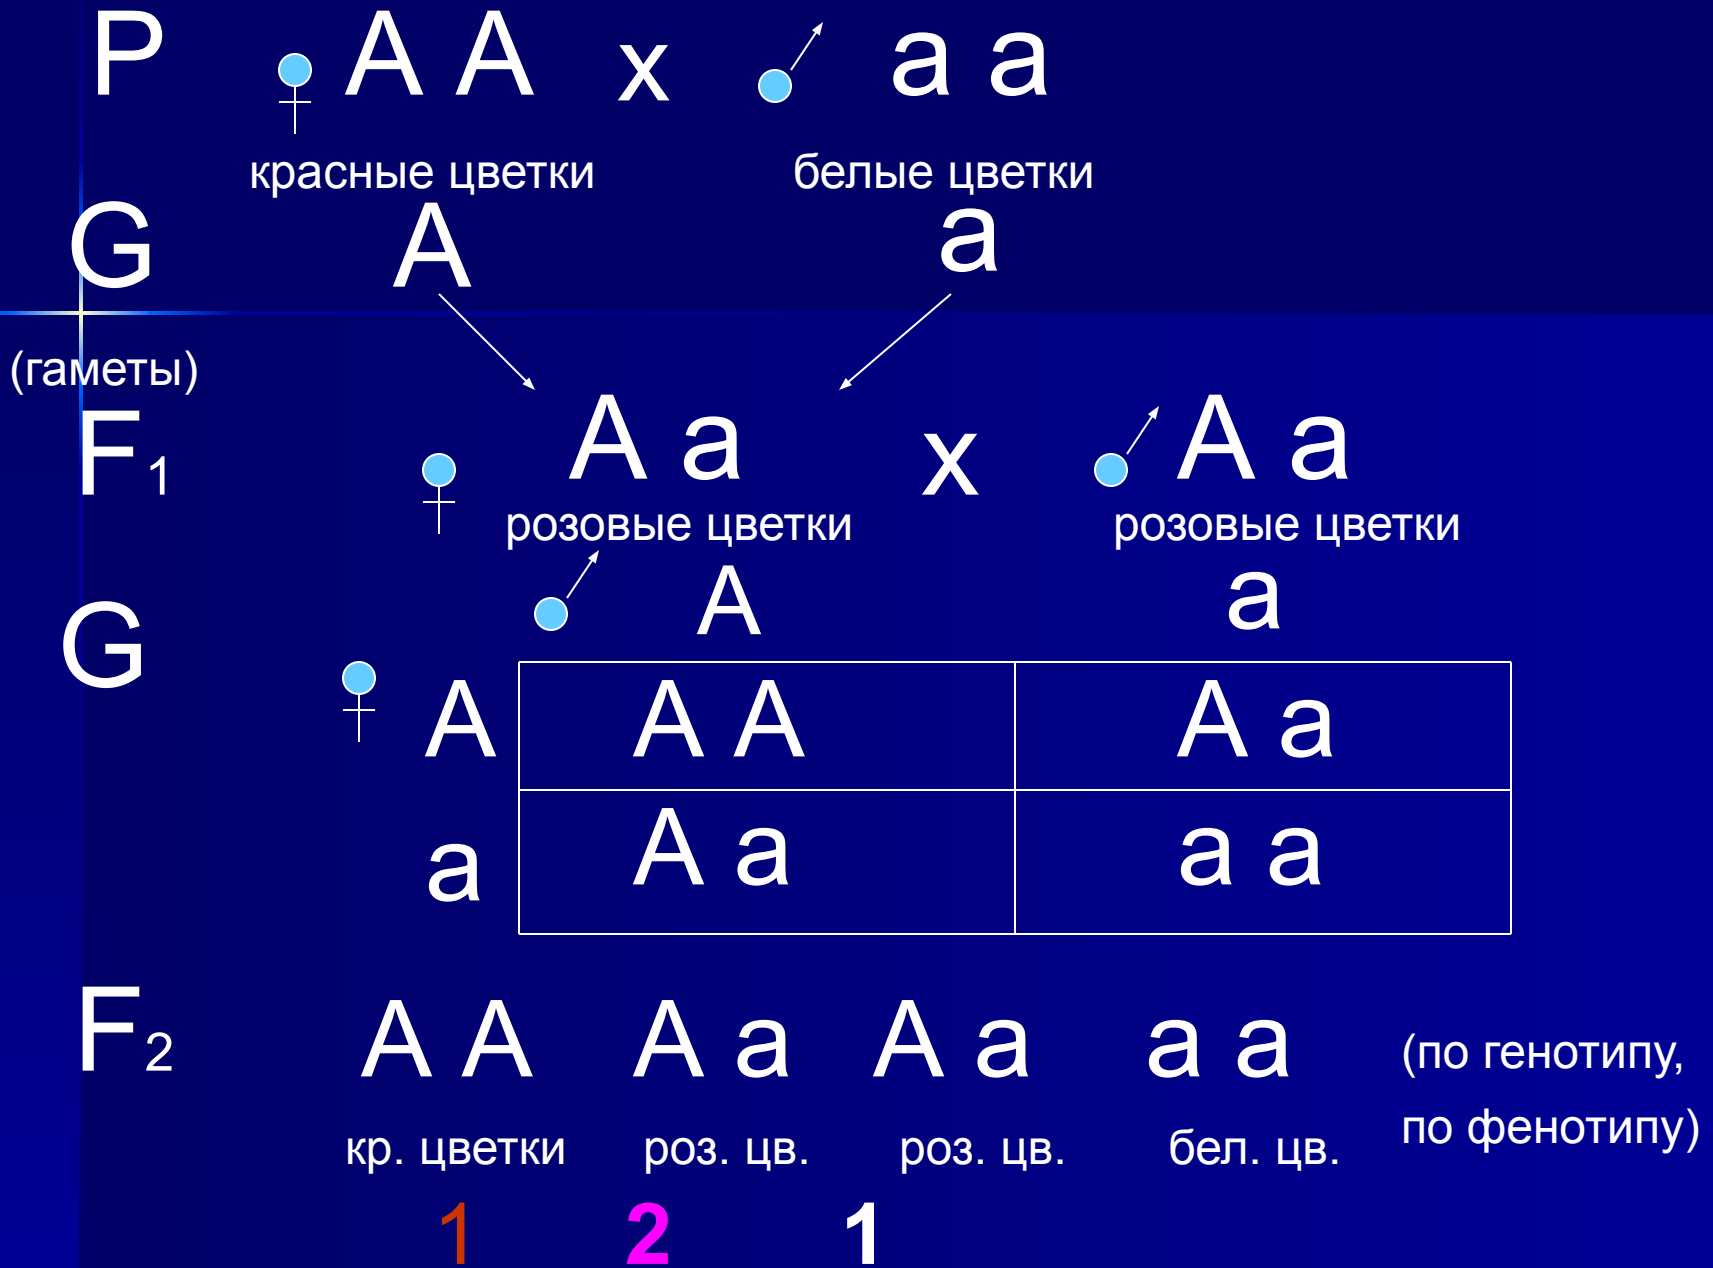 P А А х а а
красные цветки белые цветки
G А а
(гаметы)
F1 А а х А а
розовые цветки розовые цветки
А а
G
А А А А а
а А а а а
F2 А А А а А а а а (по генотипу,
по фенотипу)
кр. цветки роз. цв. роз. цв. бел. цв.
1 2 1